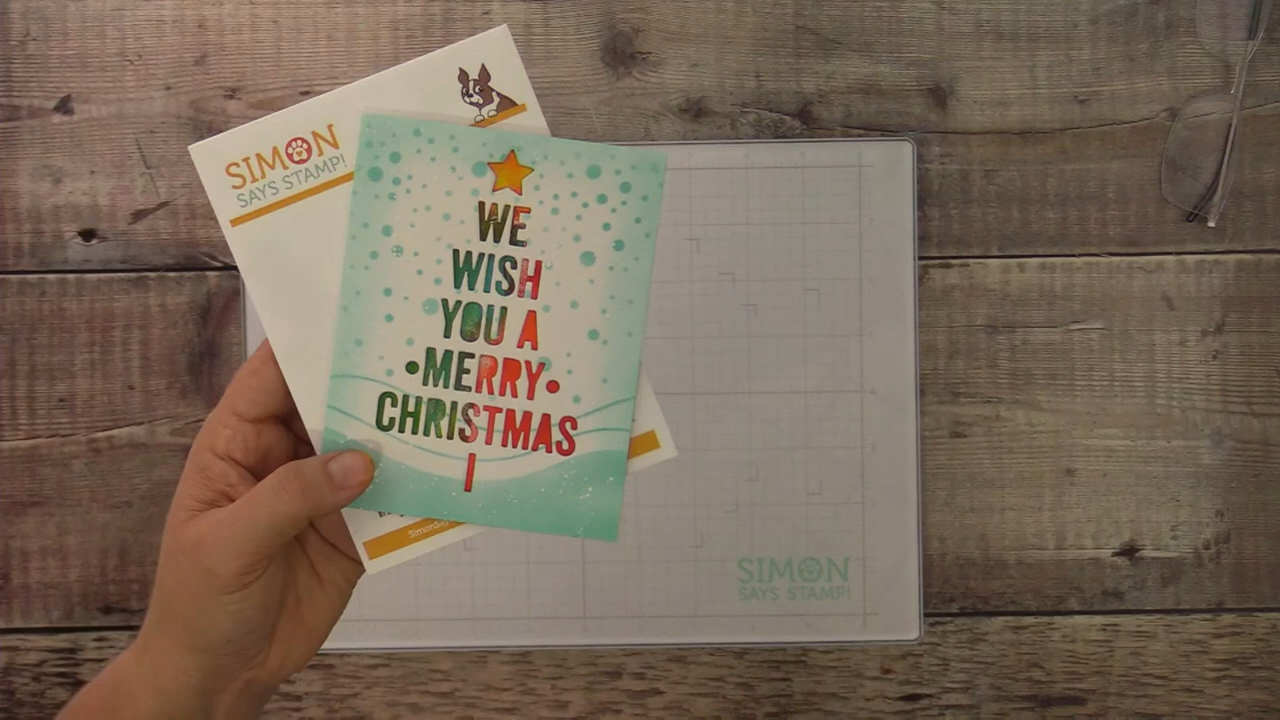 SIMON
SAYS STAMP!
WE
WISH
YOU A
•MERRY•
CHRISTMAS
SIMON
SAYS STAMP!